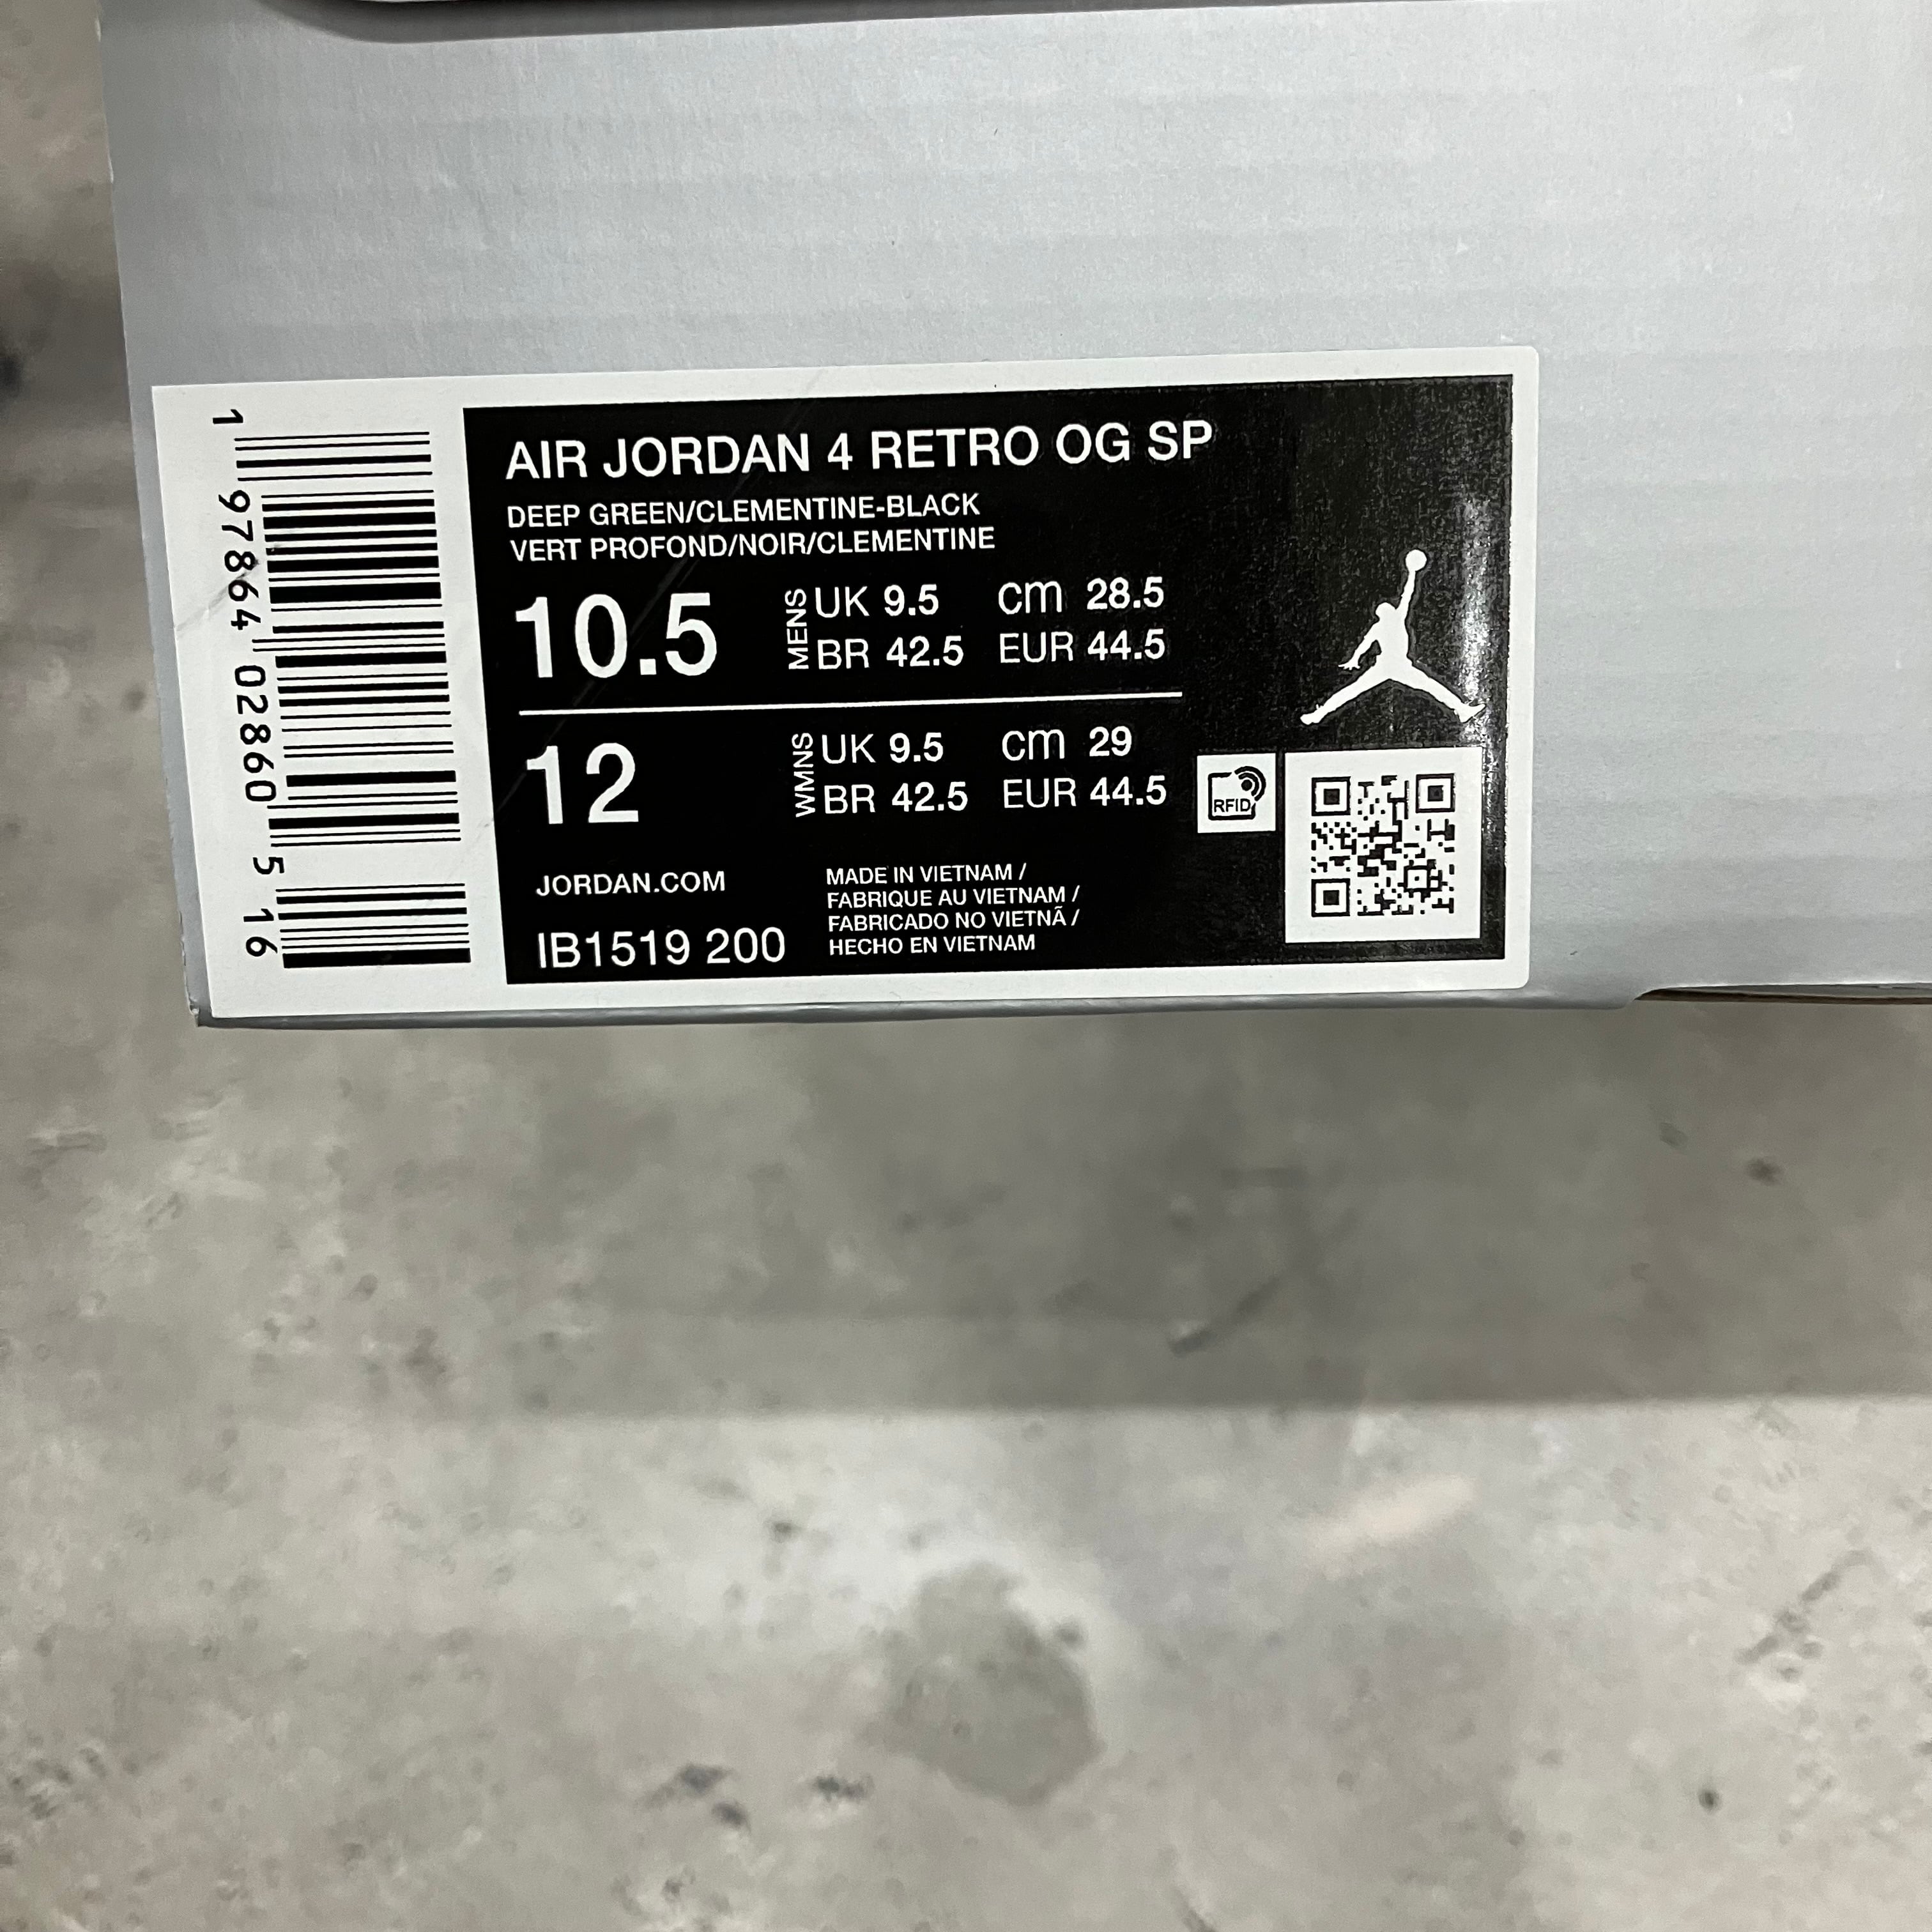 1 97864 02860 5 16
AIR JORDAN 4 RETRO OG SP
DEEP GREEN/CLEMENTINE-BLACK
VERT PROFOND/NOIR/CLEMENTINE
10.5
MENS
UK 9.5 cm 28.5
BR 42.5 EUR 44.5
12
WMNS
UK 9.5 cm 29
BR 42.5 EUR 44.5
RFID
JORDAN.COM
IB1519 200
MADE IN VIETNAM /
FABRIQUE AU VIETNAM /
FABRICADO NO VIETNÃ /
HECHO EN VIETNAM